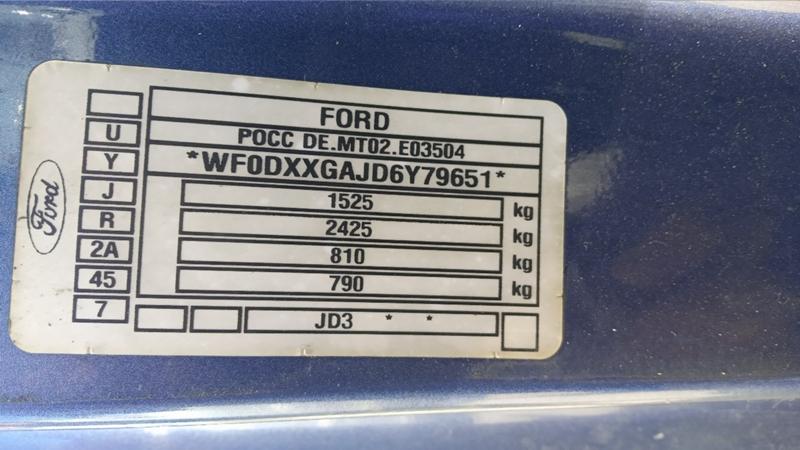 Ford
U
Y
J
R
2A
45
7
FORD
POCC DE.MT02.E03504
*WF0DXXGAJD6Y79651*
1525 kg
2425 kg
810 kg
790 kg
JD3 * *